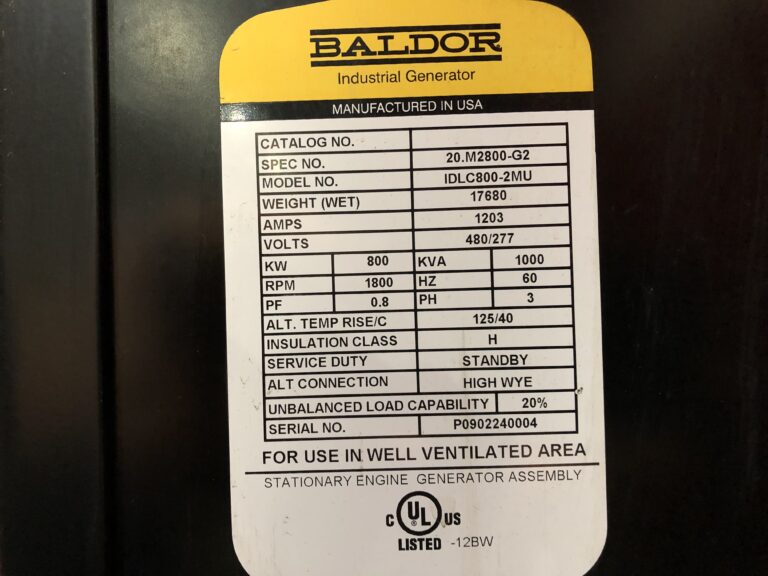 BALDOR
Industrial Generator
MANUFACTURED IN USA
CATALOG NO.
SPEC NO. 20.M2800-G2
MODEL NO. IDLC800-2MU
WEIGHT (WET) 17680
AMPS 1203
VOLTS 480/277
KW 800 KVA 1000
RPM 1800 HZ 60
PF 0.8 PH 3
ALT. TEMP RISE/C 125/40
INSULATION CLASS H
SERVICE DUTY STANDBY
ALT CONNECTION HIGH WYE
UNBALANCED LOAD CAPABILITY 20%
SERIAL NO. P0902240004
FOR USE IN WELL VENTILATED AREA
STATIONARY ENGINE GENERATOR ASSEMBLY
C UL ® US
LISTED -12BW